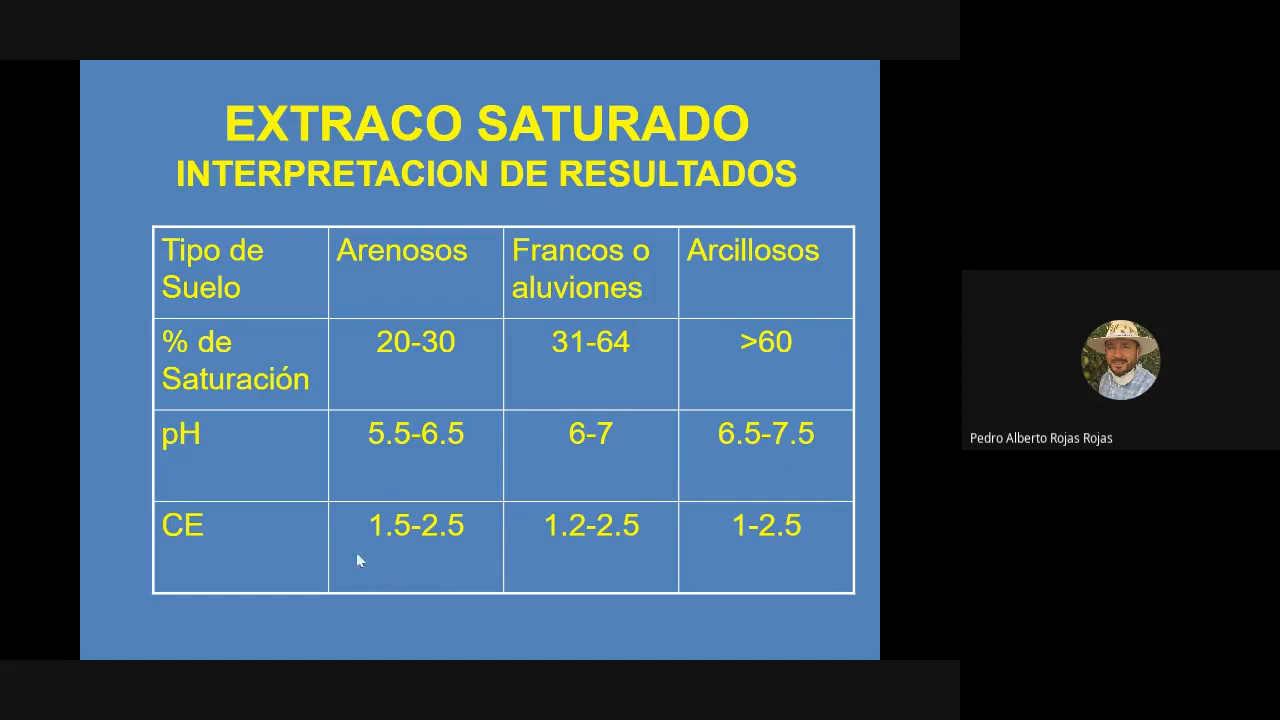 EXTRACO SATURADO
INTERPRETACION DE RESULTADOS
Tipo de Suelo Arenosos Francos o aluviones Arcillosos
% de Saturación 20-30 31-64 >60
pH 5.5-6.5 6-7 6.5-7.5
CE 1.5-2.5 1.2-2.5 1-2.5
Pedro Alberto Rojas Rojas